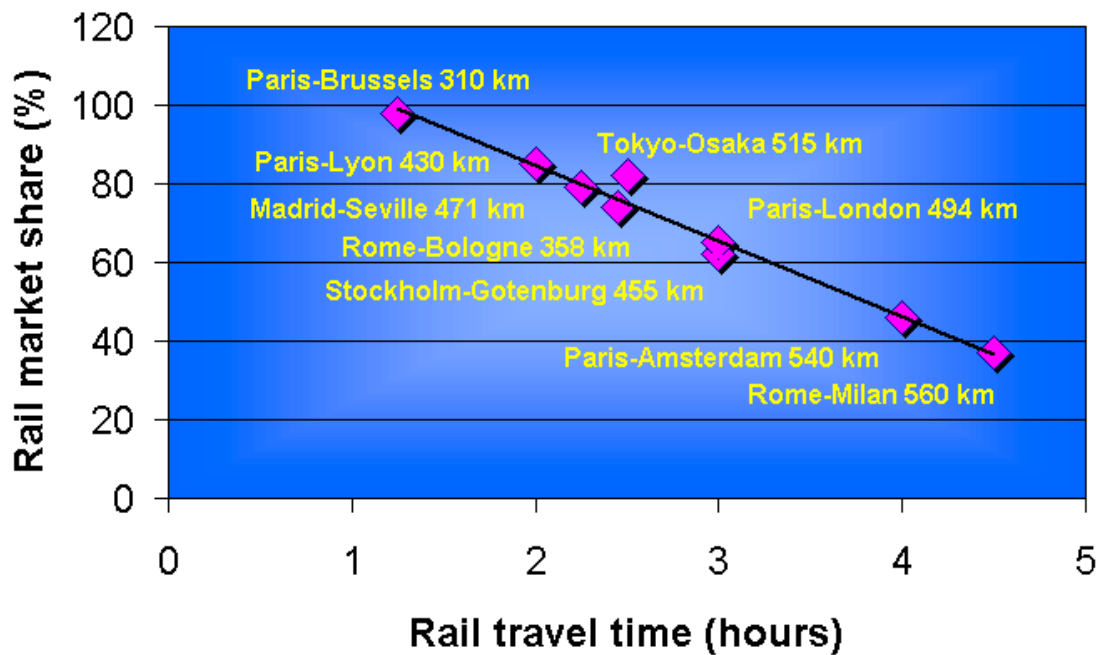 120
100
80
60
40
20
0
Rail market share (%)
Paris-Brussels 310 km
Tokyo-Osaka 515 km
Paris-Lyon 430 km
Madrid-Seville 471 km
Paris-London 494 km
Rome-Bologne 358 km
Stockholm-Gotenburg 455 km
Paris-Amsterdam 540 km
Rome-Milan 560 km
0 1 2 3 4 5
Rail travel time (hours)